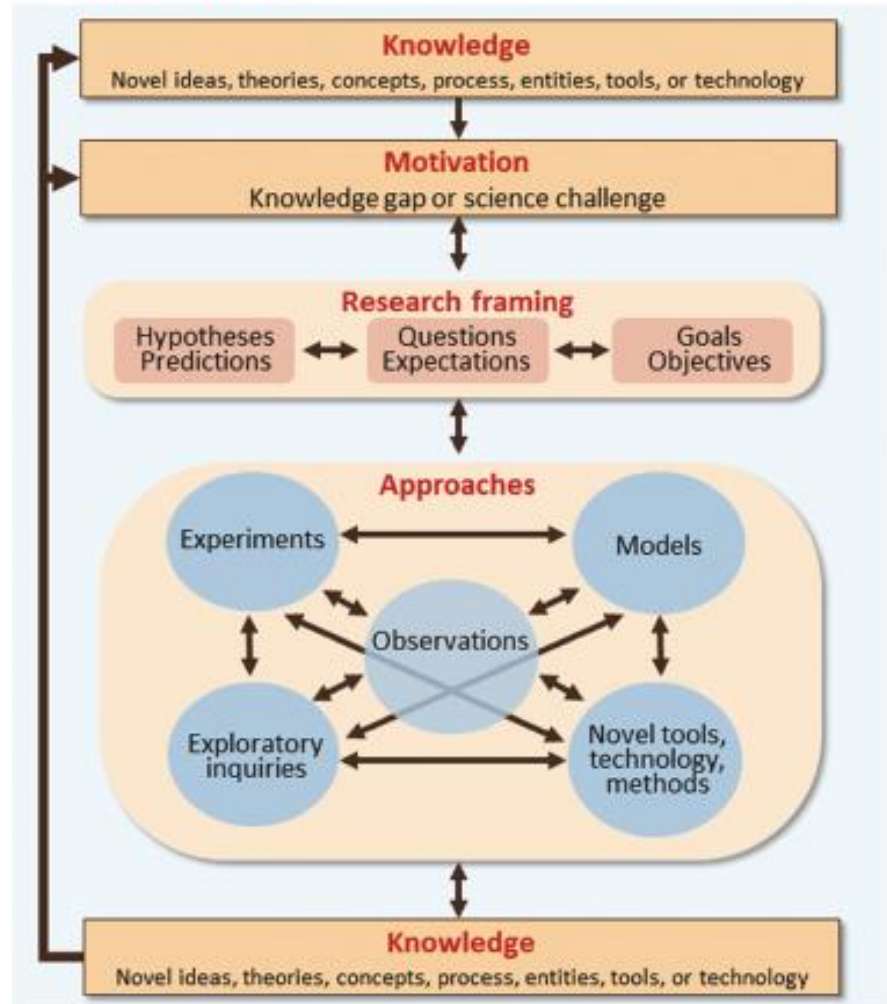 Knowledge
Novel ideas, theories, concepts, process, entities, tools, or technology
Motivation
Knowledge gap or science challenge
Research framing
Hypotheses
Predictions
Questions
Expectations
Goals
Objectives
Approaches
Experiments
Models
Observations
Exploratory
inquiries
Novel tools,
technology,
methods
Knowledge
Novel ideas, theories, concepts, process, entities, tools, or technology